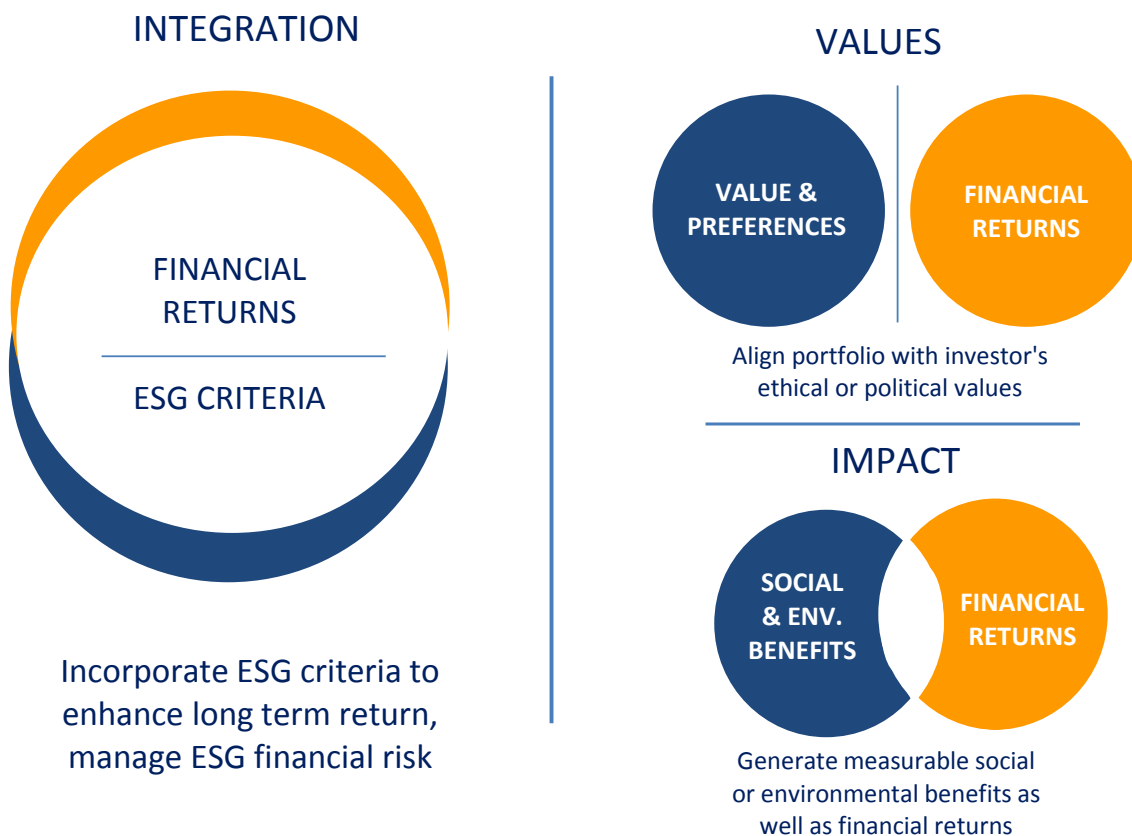 INTEGRATION
FINANCIAL
RETURNS
ESG CRITERIA
Incorporate ESG criteria to
enhance long term return,
manage ESG financial risk
VALUES
VALUE &
PREFERENCES
FINANCIAL
RETURNS
Align portfolio with investor's
ethical or political values
IMPACT
SOCIAL
& ENV.
BENEFITS
FINANCIAL
RETURNS
Generate measurable social
or environmental benefits as
well as financial returns